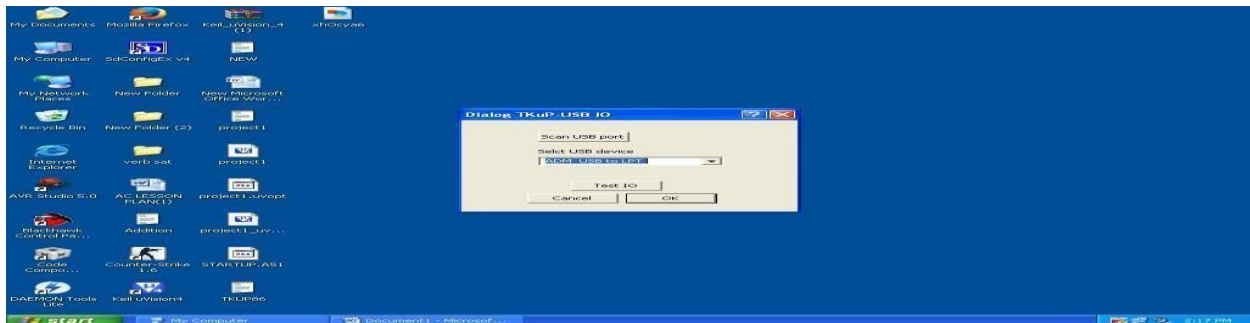 My Documents
Mozilla Firefox
Keil_uVision_4
(1)
xhOcya6
My Computer
SdConfigEx v4
NEW
My Network
Places
New Folder
New Microsoft
Office Wor...
Recycle Bin
New Folder (2)
project1
Internet
Explorer
verb sat
project1
AVR Studio 5.0
AC LESSON
PLAN(1)
project1.uvopt
Blackhawk
Control Pa...
Addition
project1_uv...
Code
Compo...
Counter-Strike
1.6
STARTUP.A51
DAEMON Tools
Lite
Keil uVision4
TKUP86
Dialog TKuP-USB IO
Scan USB port
Selct USB device
ADM USB to LPT
Test IO
Cancel
OK
start
My Computer
Document1 - Microsof...
2:17 PM